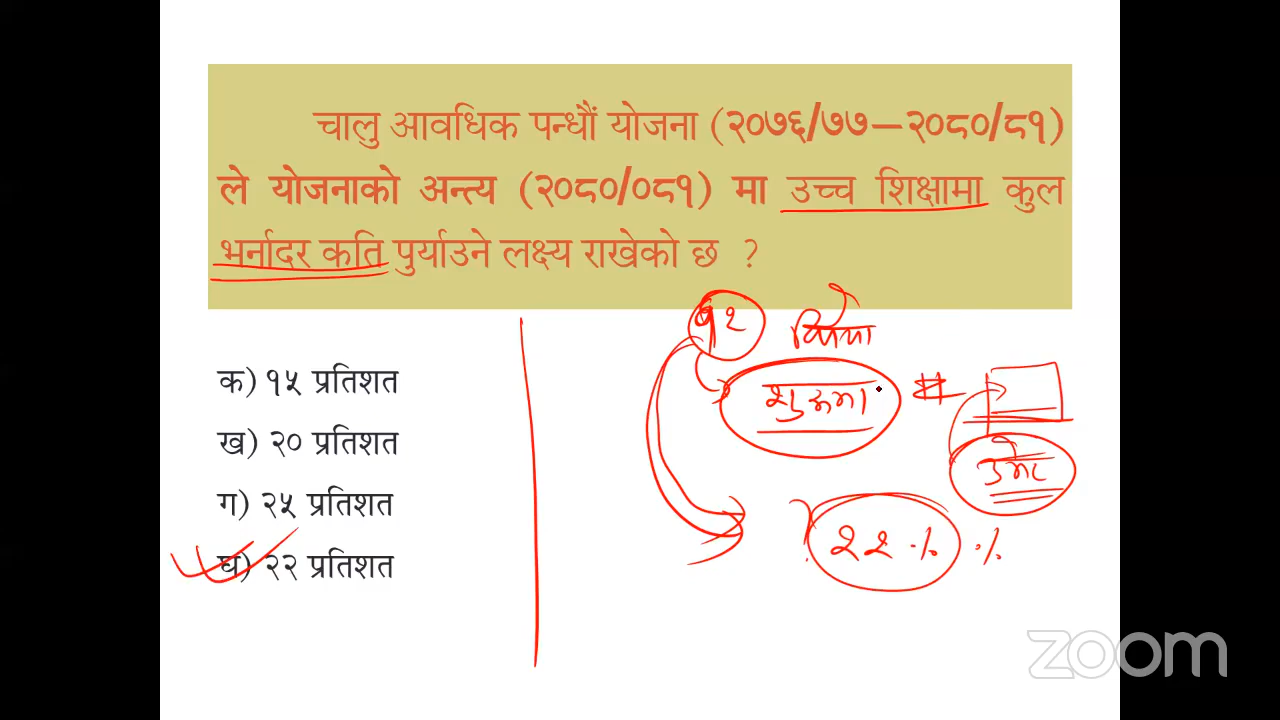 चालु आवधिक पन्धौं योजना (२०७६/७७—२०८०/८१)
ले योजनाको अन्त्य (२०८०/०८१) मा उच्च शिक्षामा कुल
भर्नादर कति पुर्याउने लक्ष्य राखेको छ ?
१२
शुरूमा
क) १५ प्रतिशत
ख) २० प्रतिशत
ग) २५ प्रतिशत
घ) २२ प्रतिशत
२२% %
zoom